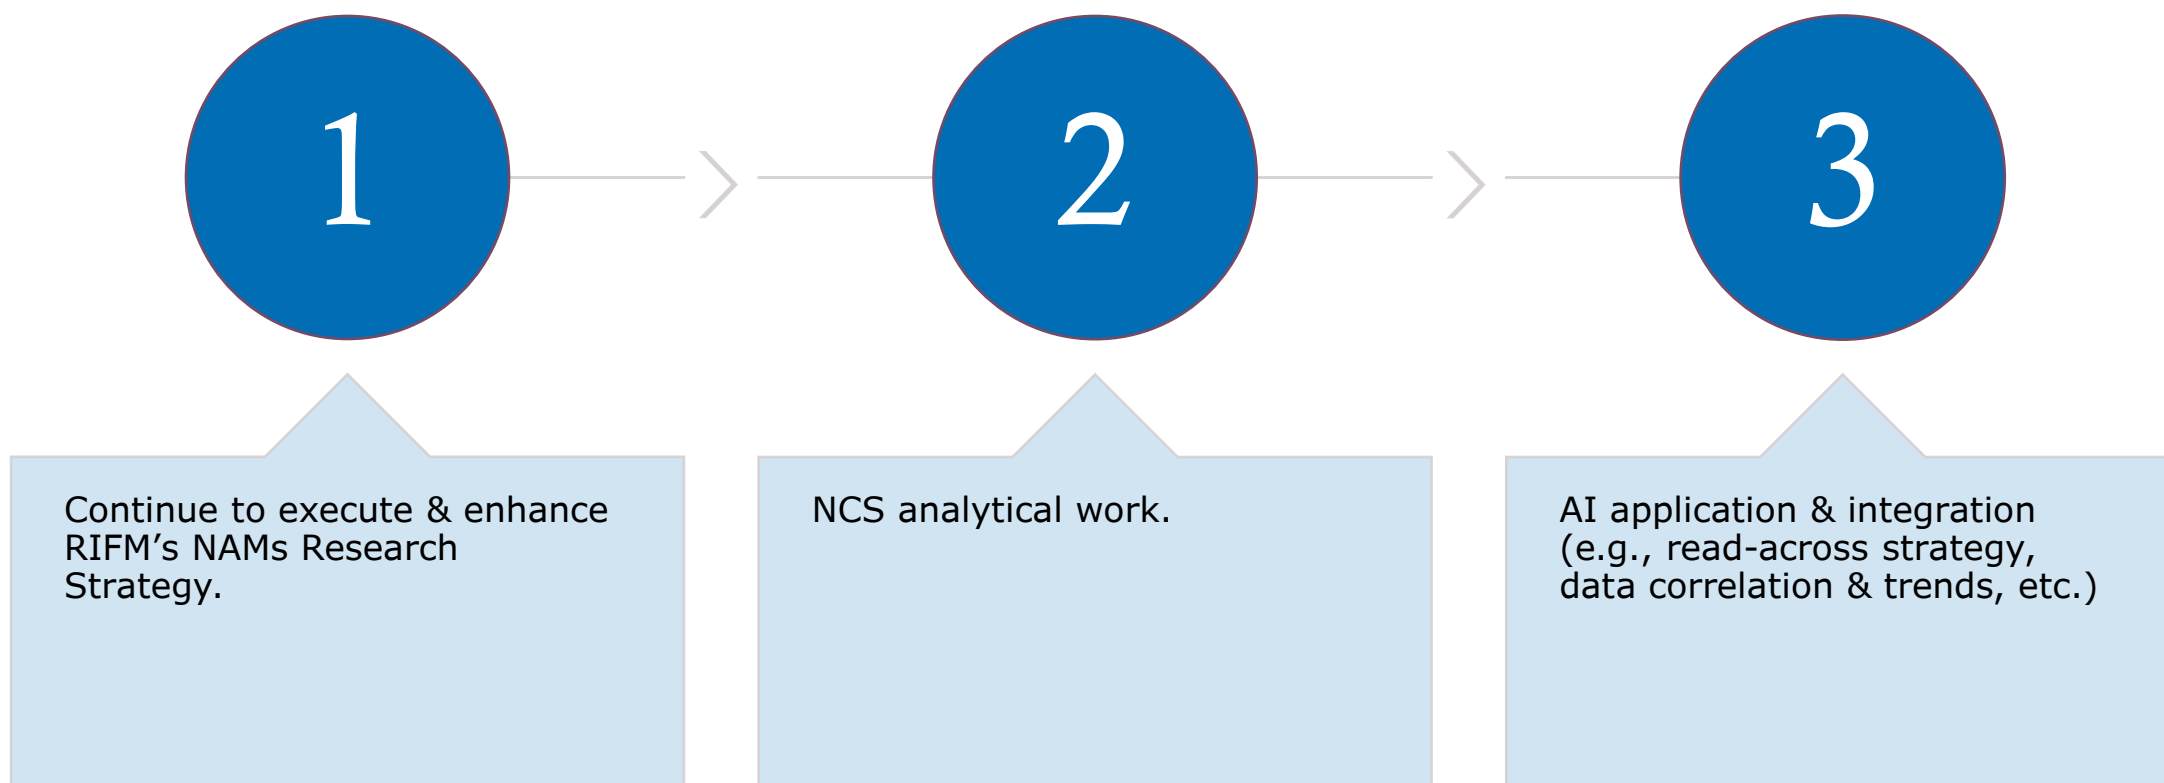 1
2
3
Continue to execute & enhance
RIFM’s NAMs Research
Strategy.
NCS analytical work.
AI application & integration
(e.g., read-across strategy,
data correlation & trends, etc.)